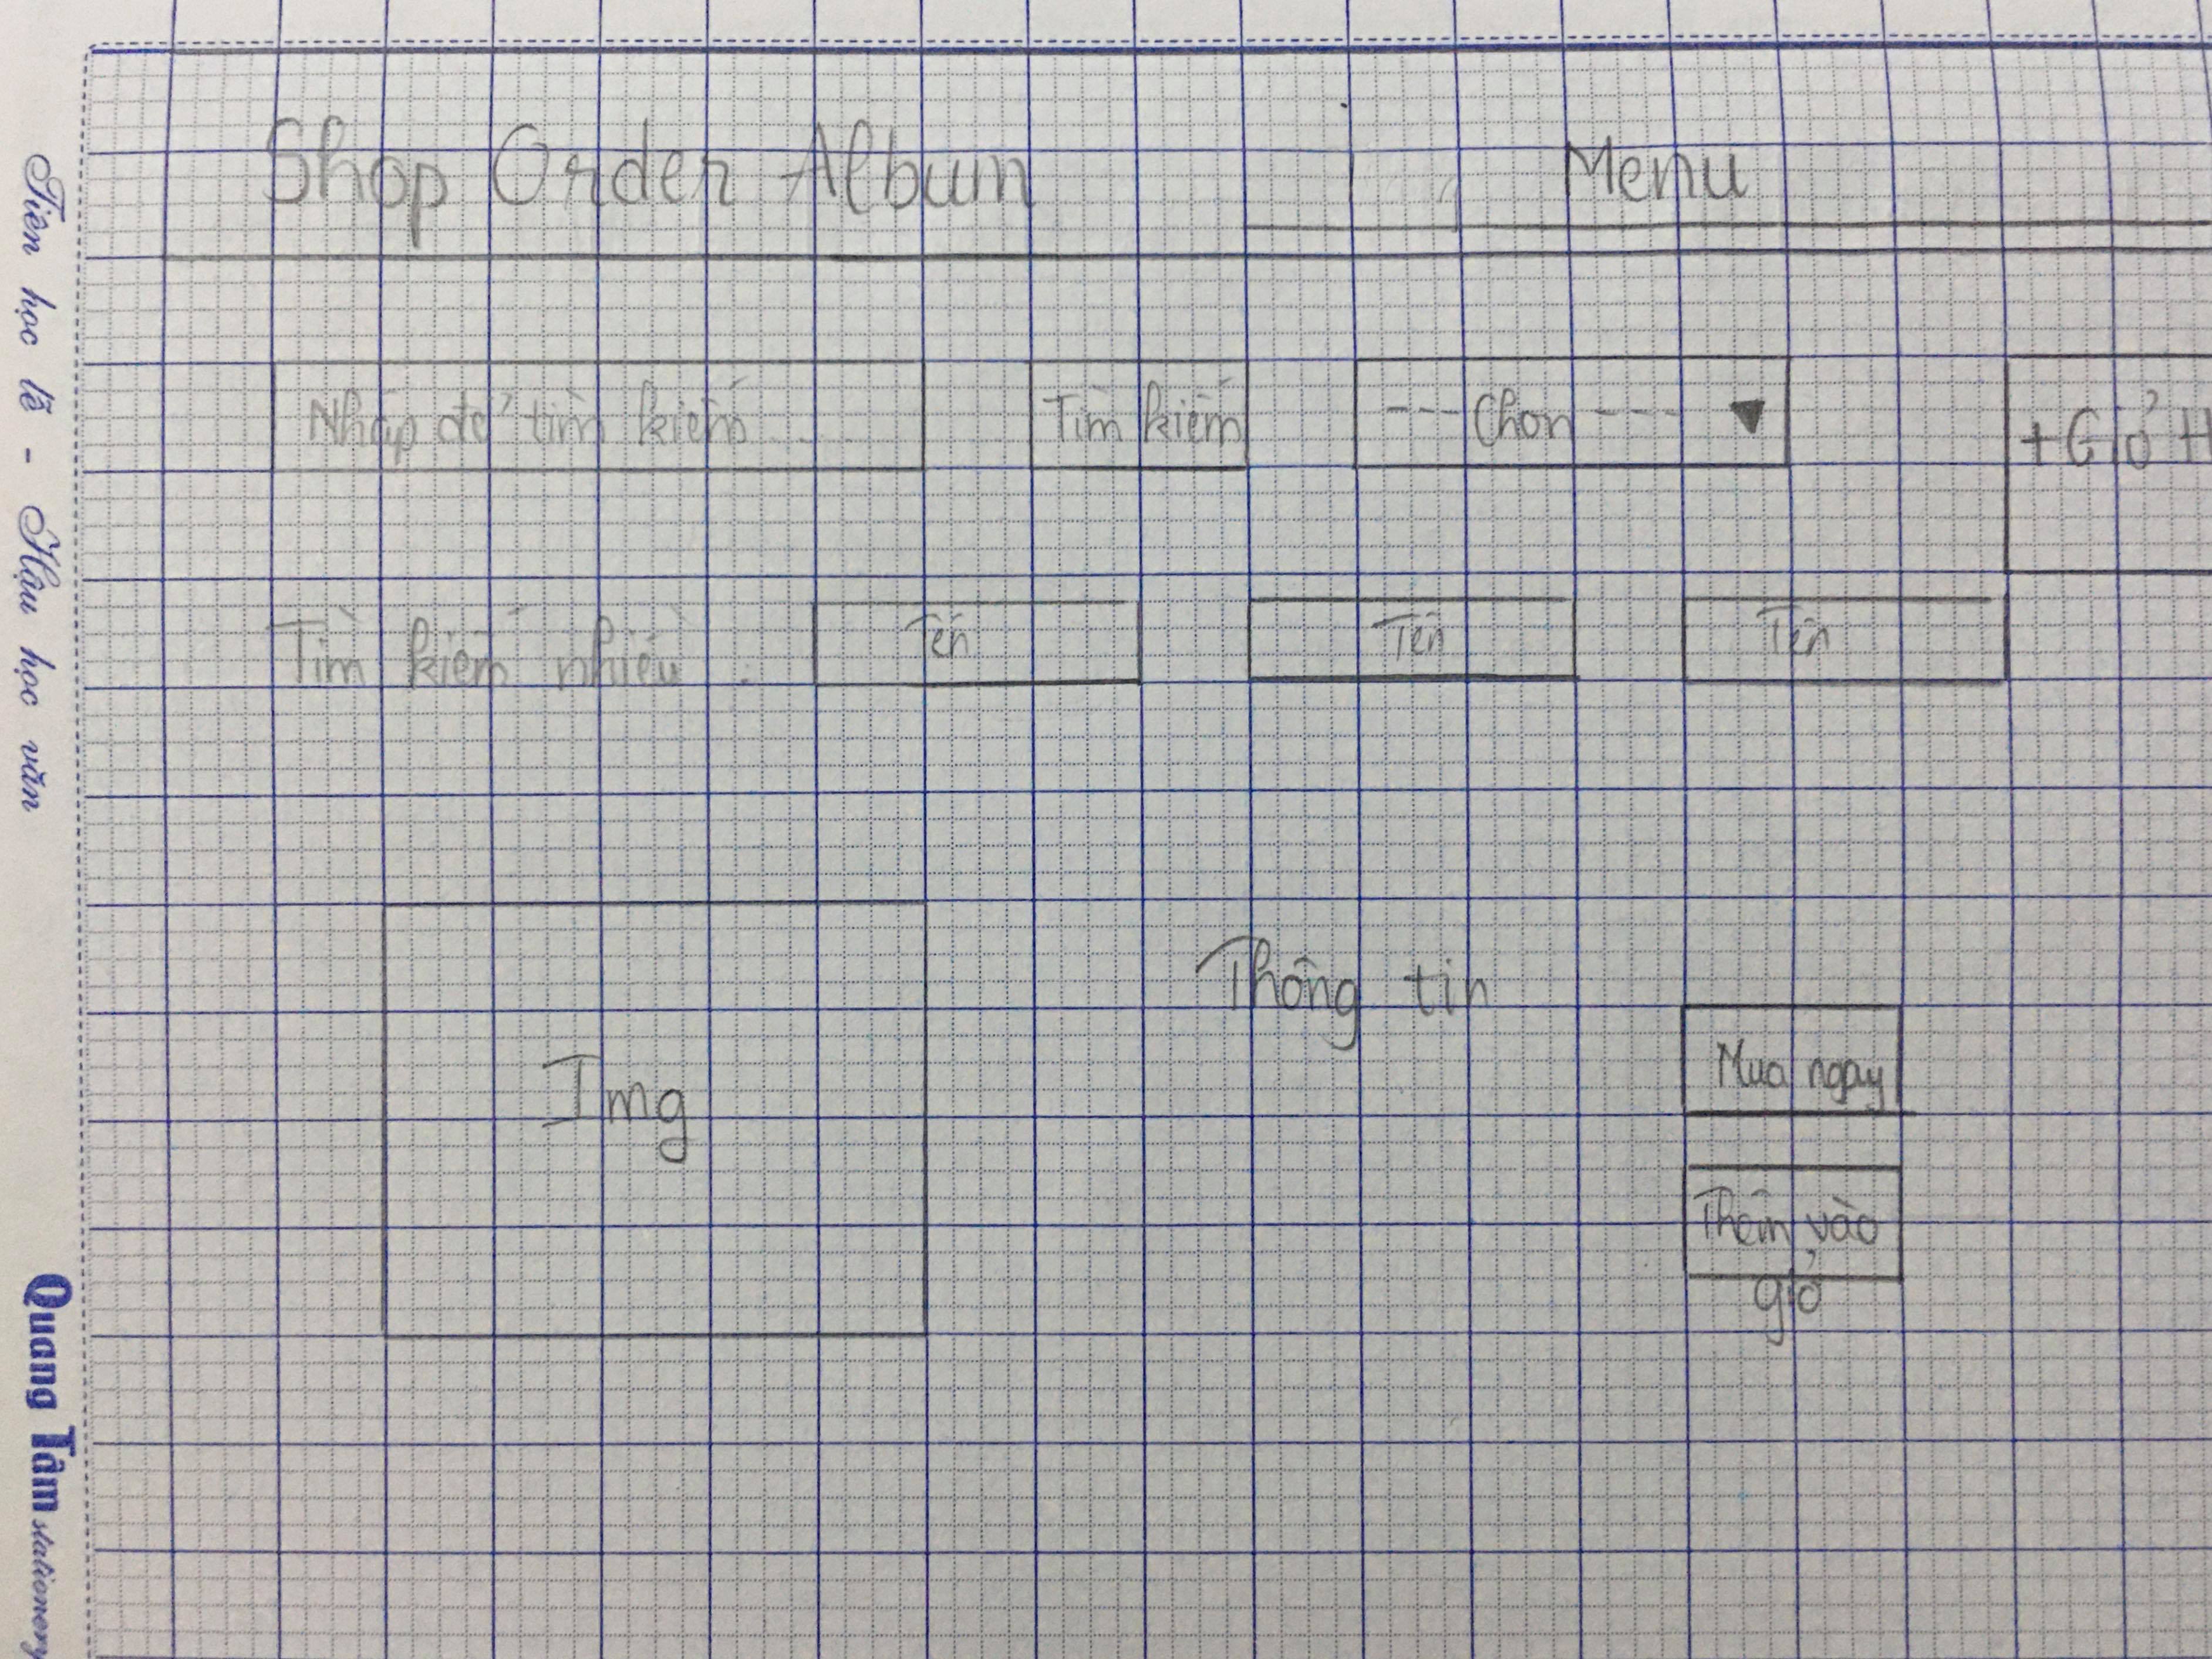 Shop Order Album Menu
Nhập để tìm kiếm.... Tìm kiếm ---Chọn--- ▼ +Giỏ H
Tìm kiếm nhiều : Tên Tên Tên
Thông tin
Img
Mua ngay
Thêm vào
giỏ
Tiên học lễ - Hậu học văn
Quang Tâm stationery